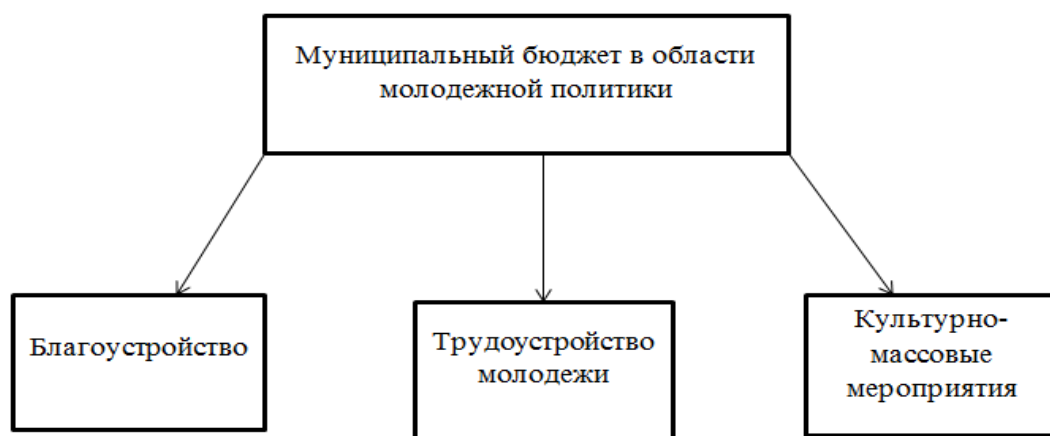 Муниципальный бюджет в области
молодежной политики
Благоустройство
Трудоустройство
молодежи
Культурно-
массовые
мероприятия